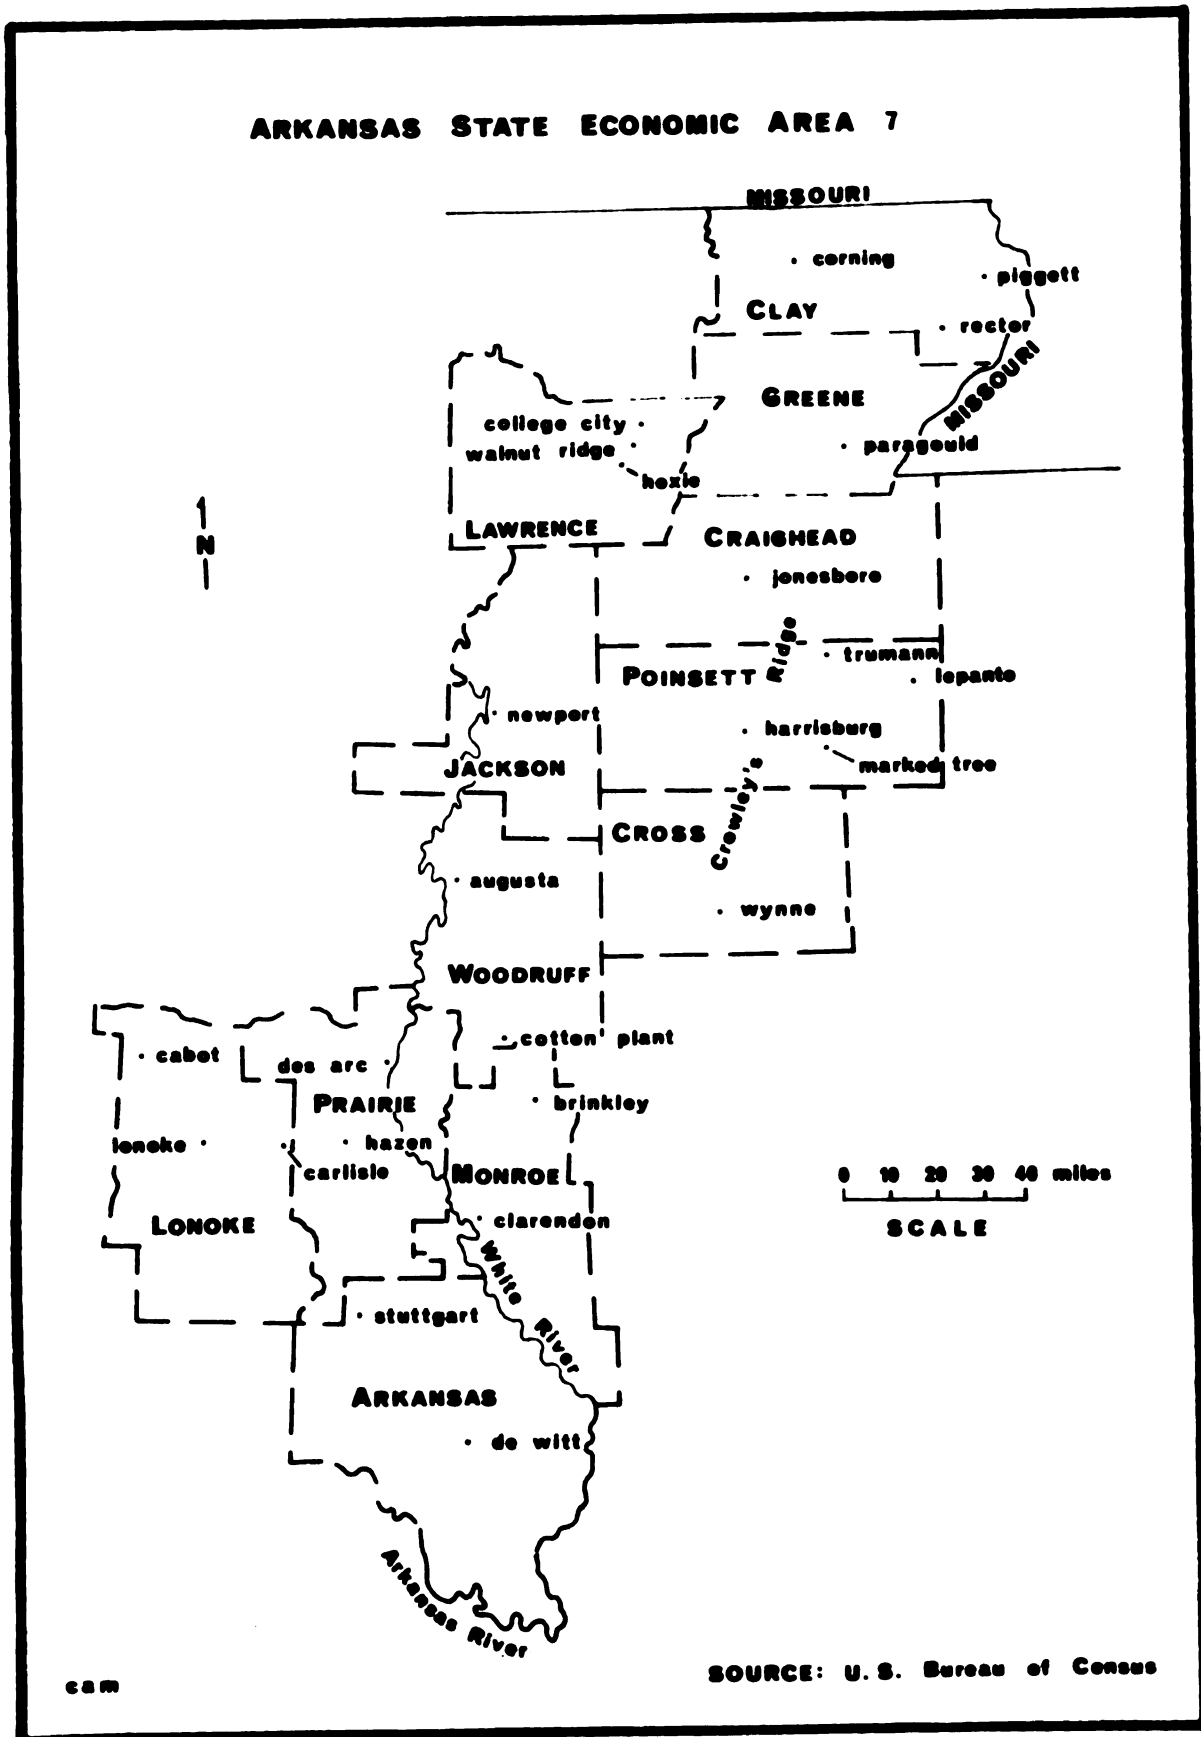 ARKANSAS STATE ECONOMIC AREA 7
MISSOURI
corning
piggett
CLAY
rector
MISSOURI
GREENE
college city
paragould
walnut ridge
hoxie
N
LAWRENCE
CRAIGHEAD
jonesboro
Crowley's Ridge
trumann
POINSETT
lepanto
newport
harrisburg
marked tree
JACKSON
CROSS
augusta
wynne
WOODRUFF
cotton plant
cabot
des arc
PRAIRIE
brinkley
lonoke
hazen
carlisle
MONROE
0 10 20 30 40 miles
SCALE
LONOKE
clarendon
White River
stuttgart
ARKANSAS
de witt
Arkansas River
SOURCE: U.S. Bureau of Census
cam